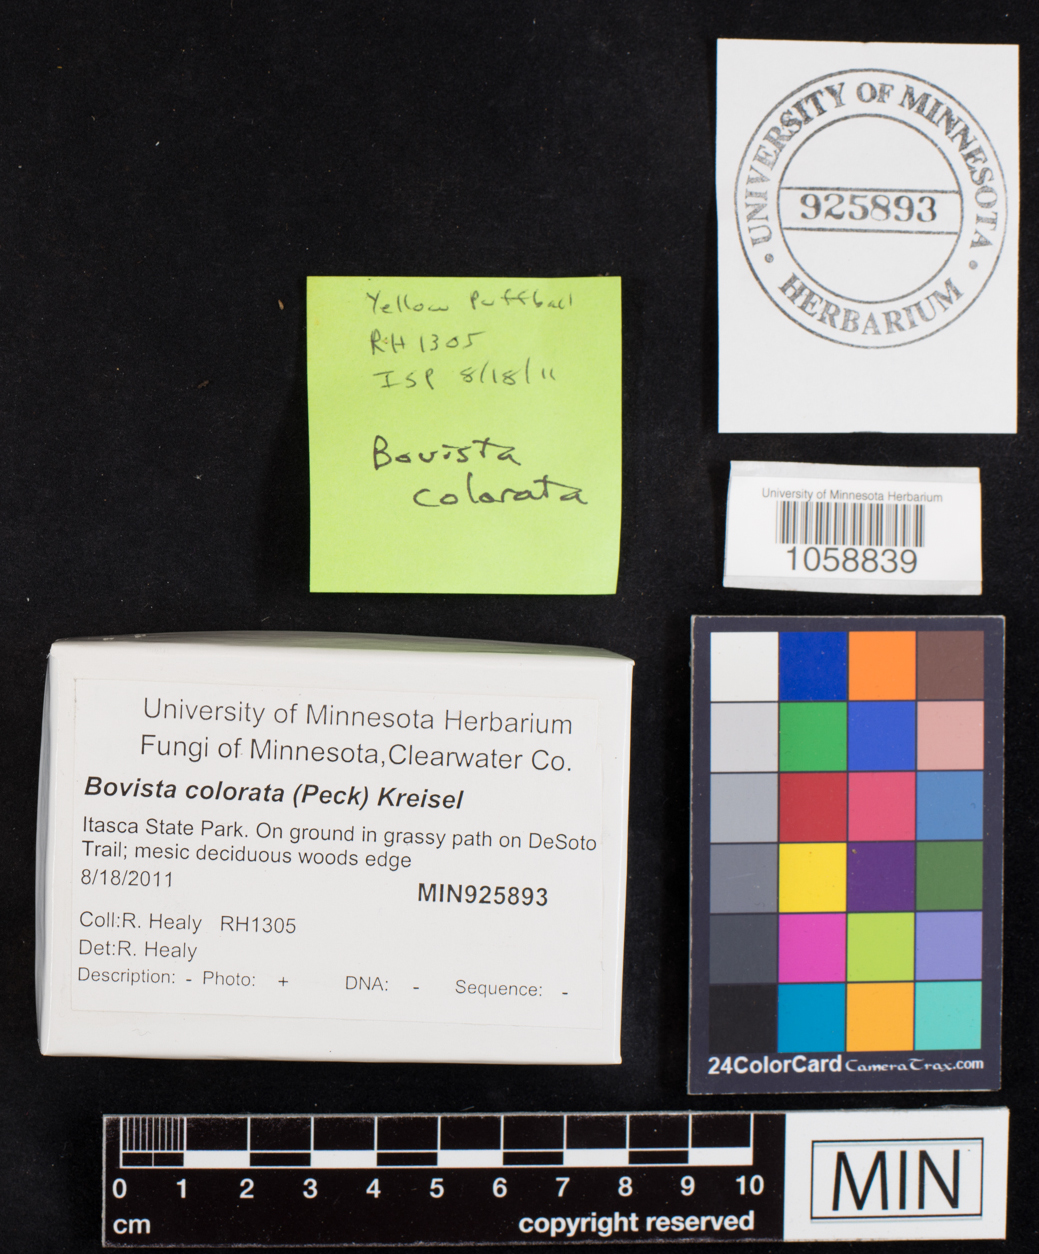 UNIVERSITY OF MINNESOTA
925893
• HERBARIUM •
Yellow Puffball
RH 1305
ISP 8/18/11
Bovista
colorata
University of Minnesota Herbarium
1058839
University of Minnesota Herbarium
Fungi of Minnesota,Clearwater Co.
Bovista colorata (Peck) Kreisel
Itasca State Park. On ground in grassy path on DeSoto
Trail; mesic deciduous woods edge
8/18/2011
MIN925893
Coll:R. Healy RH1305
Det:R. Healy
Description: - Photo: + DNA: - Sequence: -
24ColorCard CameraTrax.com
0 1 2 3 4 5 6 7 8 9 10
cm copyright reserved
MIN